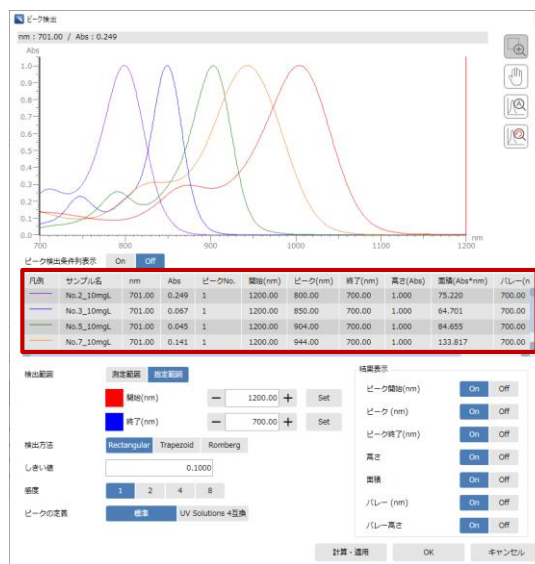 ピーク検出
nm : 701.00 / Abs : 0.249
Abs
1.0
0.9
0.8
0.7
0.6
0.5
0.4
0.3
0.2
0.1
0.0
700 800 900 1000 1100 1200 nm
ピーク検出条件列表示 On Off
凡例 サンプル名 nm Abs ピークNo. 開始(nm) ピーク(nm) 終了(nm) 高さ(Abs) 面積(Abs*nm) バレー(n
No.2_10mgL 701.00 0.249 1 1200.00 800.00 700.00 1.000 75.220 700.00
No.3_10mgL 701.00 0.067 1 1200.00 850.00 700.00 1.000 64.701 700.00
No.5_10mgL 701.00 0.045 1 1200.00 904.00 700.00 1.000 84.655 700.00
No.7_10mgL 701.00 0.141 1 1200.00 944.00 700.00 1.000 133.817 700.00
検出範囲 測定範囲 指定範囲
開始(nm) − 1200.00 + Set
終了(nm) − 700.00 + Set
検出方法 Rectangular Trapezoid Romberg
しきい値 0.1000
感度 1 2 4 8
ピークの定義 標準 UV Solutions 4互換
結果表示
ピーク開始(nm) On Off
ピーク (nm) On Off
ピーク終了(nm) On Off
高さ On Off
面積 On Off
バレー (nm) On Off
バレー高さ On Off
計算・適用 OK キャンセル